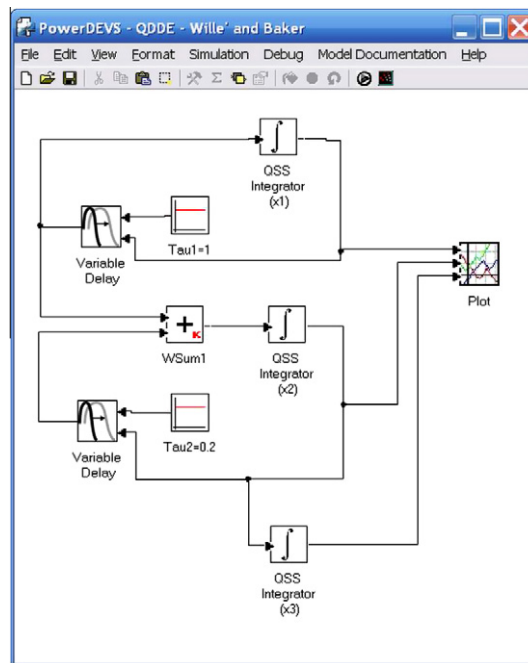 PowerDEVS - QDDE - Wille' and Baker
File Edit View Format Simulation Debug Model Documentation Help
QSS
Integrator
(x1)
Tau1=1
Variable
Delay
Plot
WSum1
QSS
Integrator
(x2)
Tau2=0.2
Variable
Delay
QSS
Integrator
(x3)